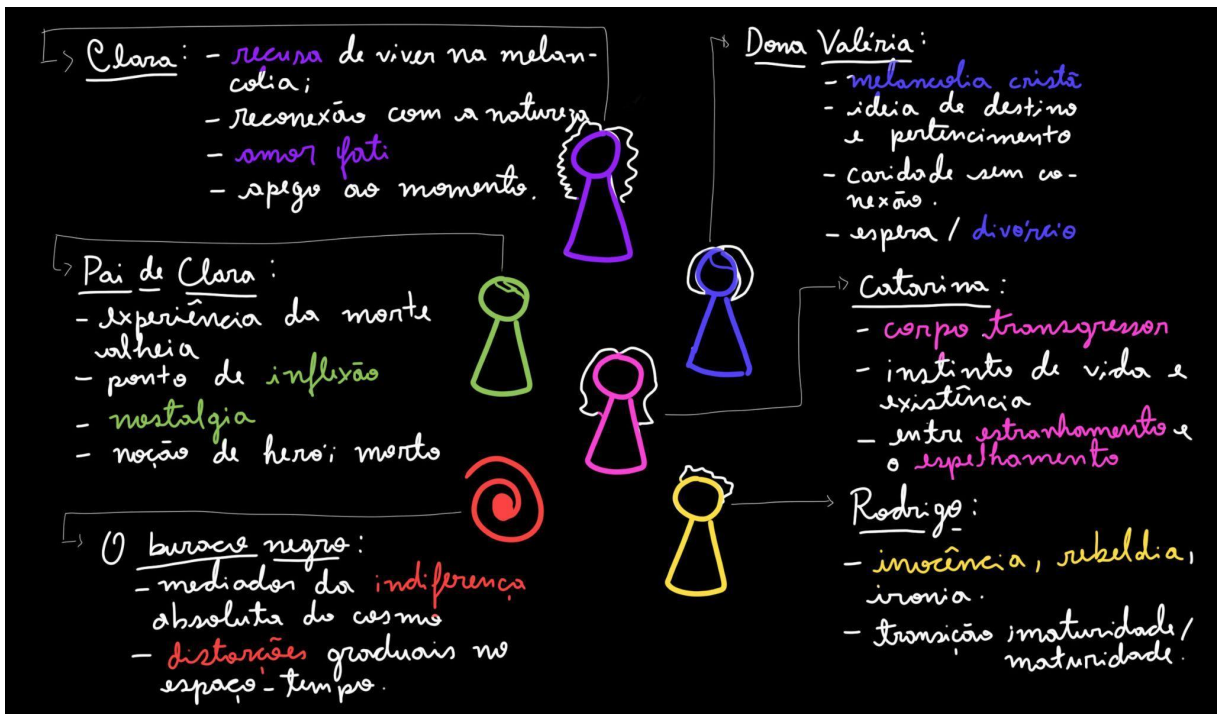 Clara: - recusa de viver na melan-
colia;
- reconexão com a natureza
- amor fati
- apego ao momento.
Pai de Clara:
- experiência da morte
alheia
- ponto de inflexão
- nostalgia
- noção de herói morto
O buraco negro:
- mediador da indiferença
absoluta do cosmo
- distorções graduais no
espaço-tempo.
Dona Valéria:
- melancolia cristã
- ideia de destino
e pertencimento
- caridade sem co-
nexão.
- espera / divórcio
Catarina:
- corpo transgressor
- instinto de vida e
existência
- entre estranhamento e
o espelhamento
Rodrigo:
- inocência, rebeldia,
ironia.
- transição imaturidade/
maturidade.